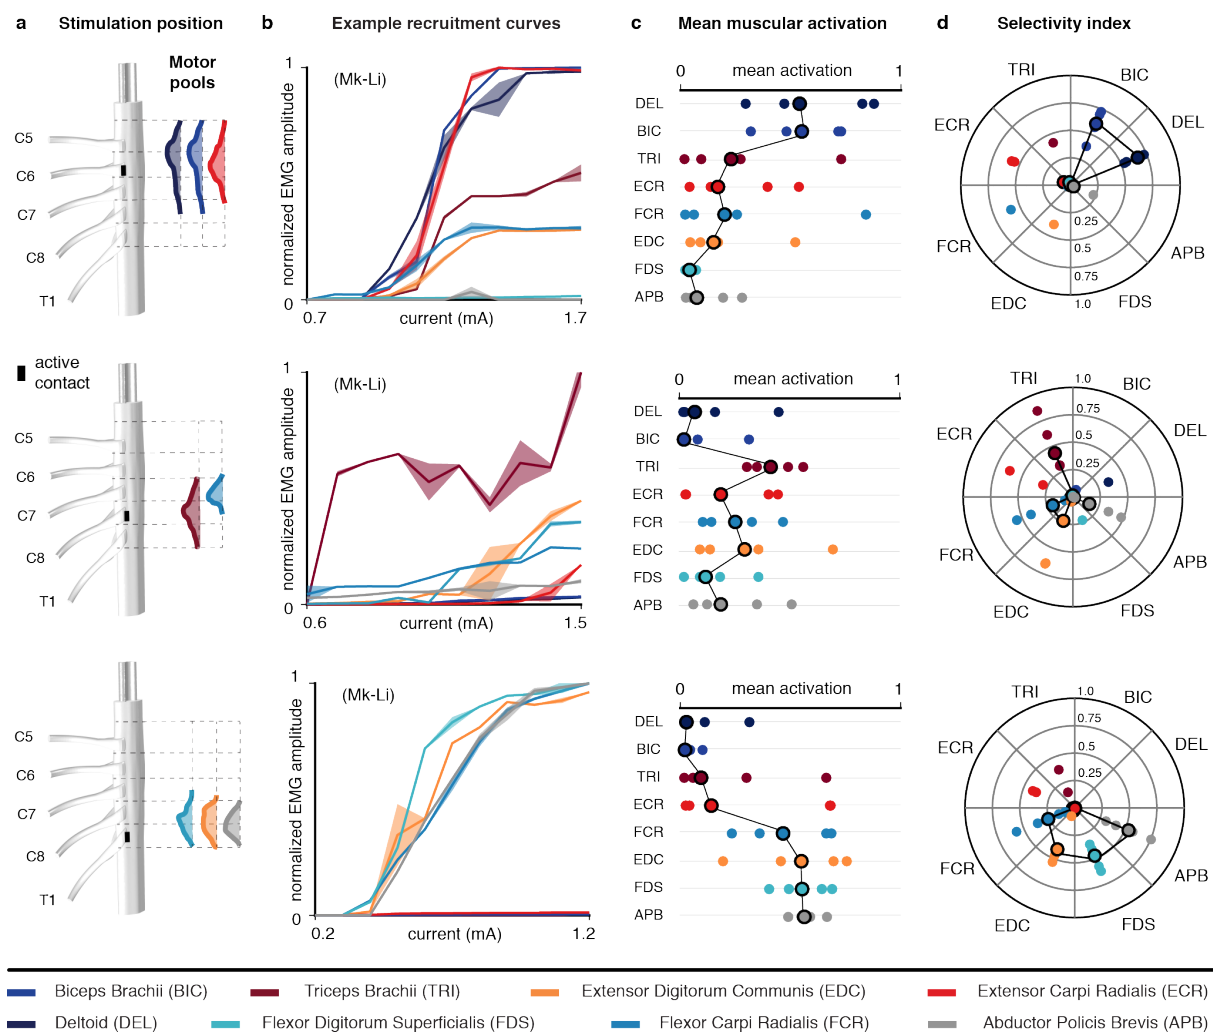 a Stimulation position b Example recruitment curves c Mean muscular activation d Selectivity index
Motor
pools
C5
C6
C7
C8
T1
normalized EMG amplitude
1
(Mk-Li)
0
0.7 current (mA) 1.7
0 1
mean activation
DEL
BIC
TRI
ECR
FCR
EDC
FDS
APB
TRI BIC
ECR DEL
FCR APB
EDC FDS
0.25
0.5
0.75
1.0
active
contact
C5
C6
C7
C8
T1
normalized EMG amplitude
1
(Mk-Li)
0
0.6 current (mA) 1.5
0 mean activation 1
DEL
BIC
TRI
ECR
FCR
EDC
FDS
APB
1.0
0.75
0.5
0.25
TRI BIC
ECR DEL
FCR APB
EDC FDS
C5
C6
C7
C8
T1
normalized EMG amplitude
1
(Mk-Li)
0
0.2 current (mA) 1.2
0 mean activation 1
DEL
BIC
TRI
ECR
FCR
EDC
FDS
APB
1.0
0.75
0.5
0.25
TRI BIC
ECR DEL
FCR APB
EDC FDS
Biceps Brachii (BIC) Triceps Brachii (TRI) Extensor Digitorum Communis (EDC) Extensor Carpi Radialis (ECR)
Deltoid (DEL) Flexor Digitorum Superficialis (FDS) Flexor Carpi Radialis (FCR) Abductor Policis Brevis (APB)